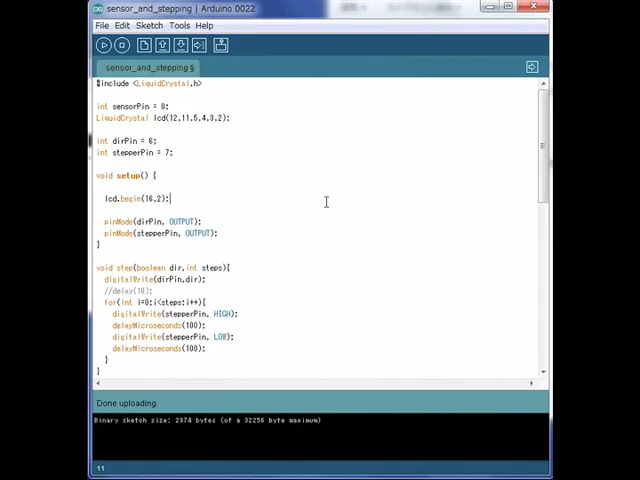 sensor_and_stepping | Arduino 0022
File Edit Sketch Tools Help
sensor_and_stepping §
#include <LiquidCrystal.h>
int sensorPin = 0;
LiquidCrystal lcd(12,11,5,4,3,2);
int dirPin = 6;
int stepperPin = 7;
void setup() {
lcd.begin(16,2);
pinMode(dirPin, OUTPUT);
pinMode(stepperPin, OUTPUT);
}
void step(boolean dir,int steps){
digitalWrite(dirPin,dir);
//delay(10);
for(int i=0;i<steps;i++){
digitalWrite(stepperPin, HIGH);
delayMicroseconds(100);
digitalWrite(stepperPin, LOW);
delayMicroseconds(100);
}
}
Done uploading.
Binary sketch size: 2974 bytes (of a 32256 byte maximum)
11